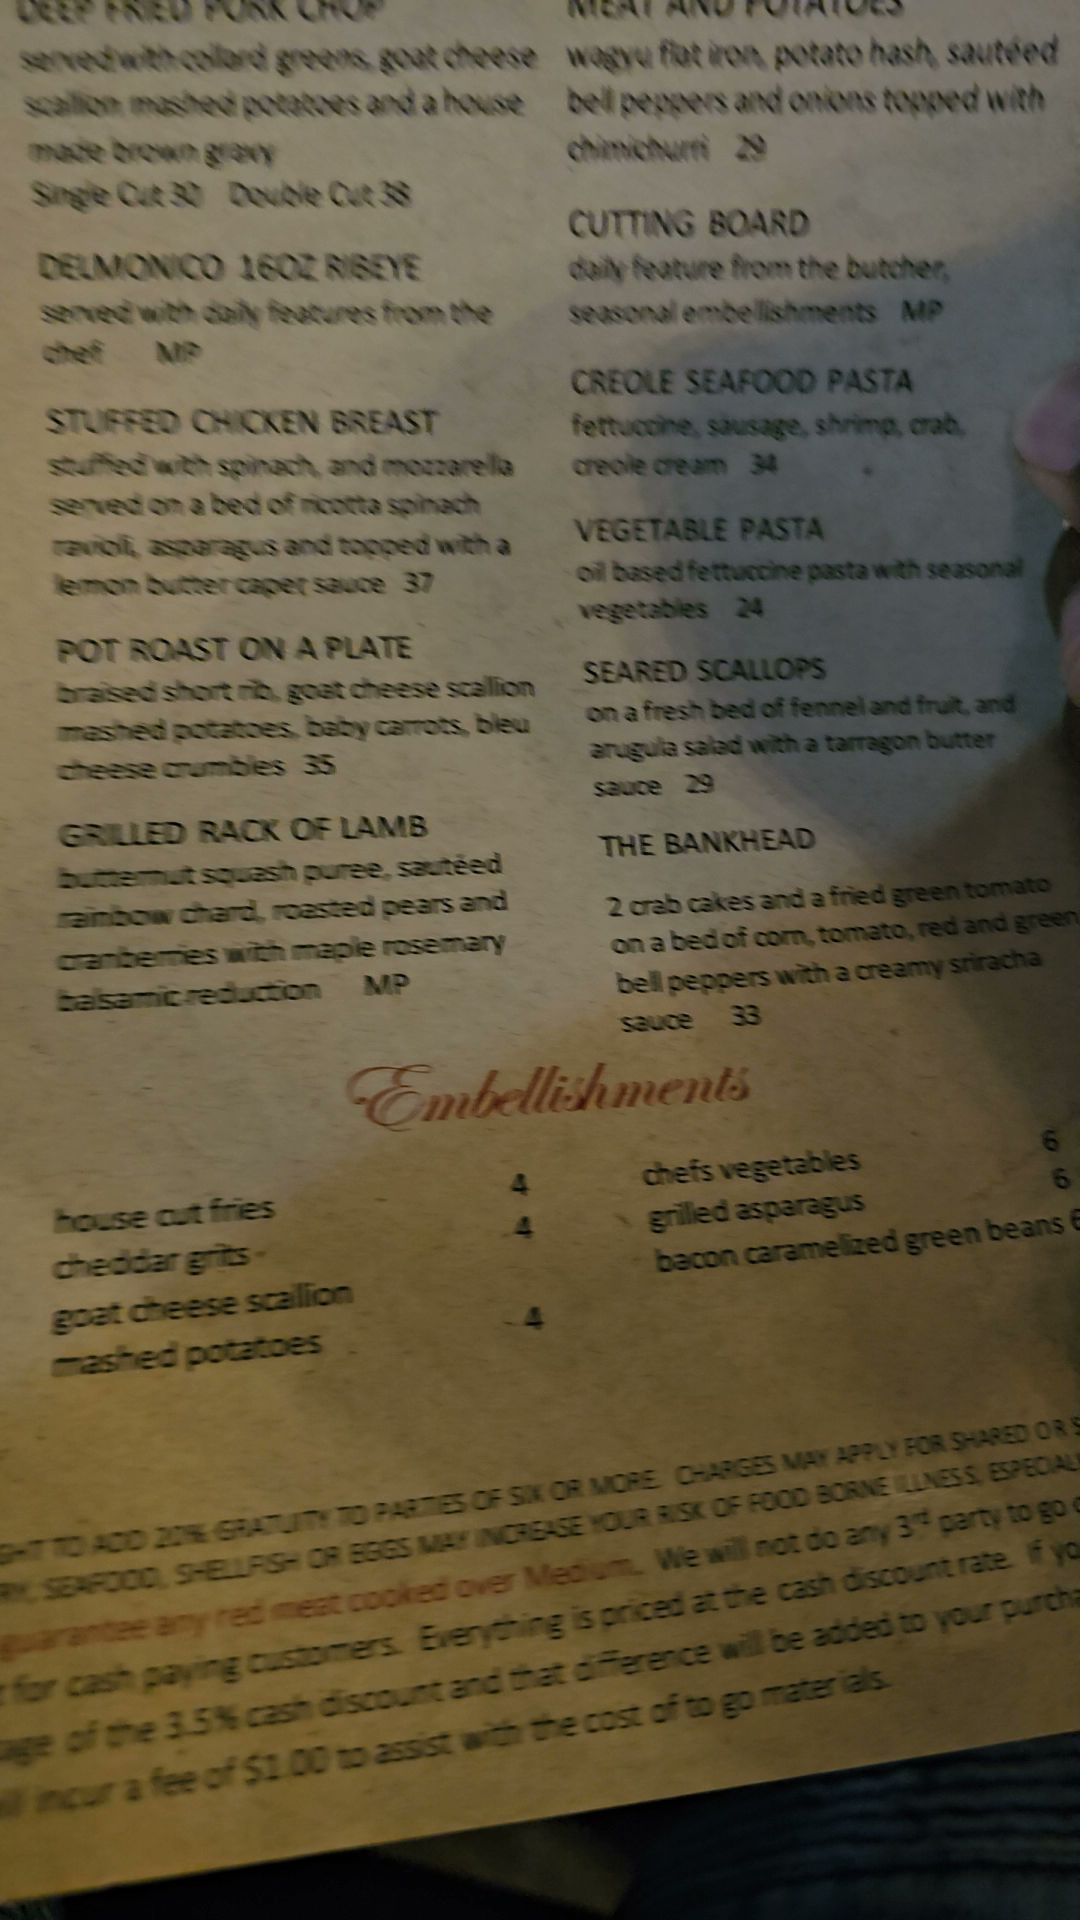 DEEP FRIED PORK CHOP
served with collard greens, goat cheese
scallion mashed potatoes and a house
made brown gravy
Single Cut 30 Double Cut 38
DELMONICO 16OZ RIBEYE
served with daily features from the
chef MP
STUFFED CHICKEN BREAST
stuffed with spinach, and mozzarella
served on a bed of ricotta spinach
ravioli, asparagus and topped with a
lemon butter caper sauce 37
POT ROAST ON A PLATE
braised short rib, goat cheese scallion
mashed potatoes, baby carrots, bleu
cheese crumbles 35
GRILLED RACK OF LAMB
butternut squash puree, sautéed
rainbow chard, roasted pears and
cranberries with maple rosemary
balsamic reduction MP
MEAT AND POTATOES
wagyu flat iron, potato hash, sautéed
bell peppers and onions topped with
chimichurri 29
CUTTING BOARD
daily feature from the butcher,
seasonal embellishments MP
CREOLE SEAFOOD PASTA
fettuccine, sausage, shrimp, crab,
creole cream 34
VEGETABLE PASTA
oil based fettuccine pasta with seasonal
vegetables 24
SEARED SCALLOPS
on a fresh bed of fennel and fruit, and
arugula salad with a tarragon butter
sauce 29
THE BANKHEAD
2 crab cakes and a fried green tomato
on a bed of corn, tomato, red and green
bell peppers with a creamy sriracha
sauce 33
Embellishments
house cut fries 4
cheddar grits 4
goat cheese scallion
mashed potatoes 4
chefs vegetables 6
grilled asparagus 6
bacon caramelized green beans 6
TO ADD 20% GRATUITY TO PARTIES OF SIX OR MORE. CHARGES MAY APPLY FOR SHARED OR
SEAFOOD, SHELLFISH OR EGGS MAY INCREASE YOUR RISK OF FOOD BORNE ILLNESS, ESPECIAL
guarantee any red meat cooked over Medium. We will not do any 3rd party to go
for cash paying customers. Everything is priced at the cash discount rate. If yo
of the 3.5% cash discount and that difference will be added to your purcha
incur a fee of $1.00 to assist with the cost of to go materials.